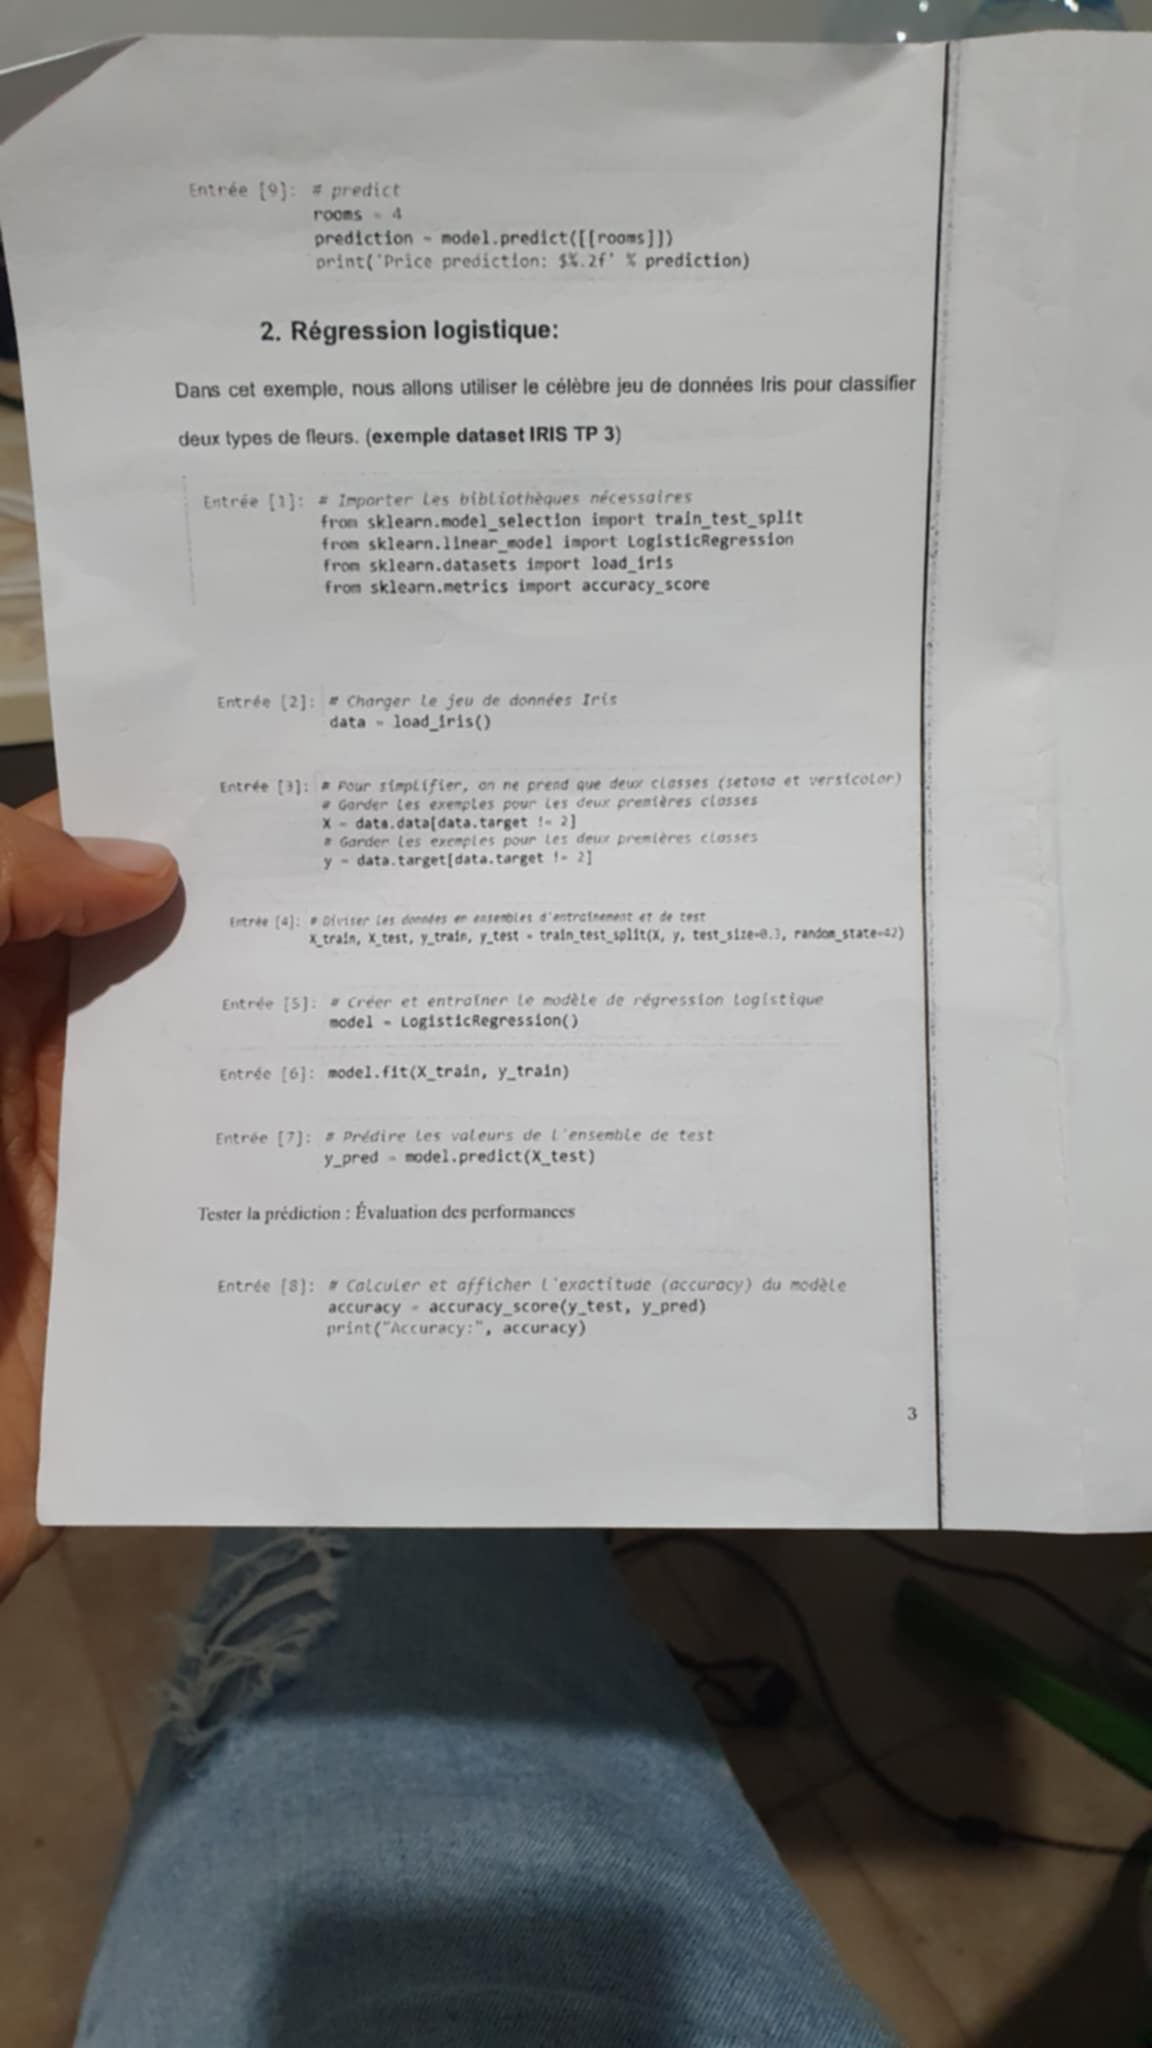 Entrée [9]: # predict
rooms = 4
prediction = model.predict([[rooms]])
print('Price prediction: $%.2f' % prediction)
2. Régression logistique:
Dans cet exemple, nous allons utiliser le célèbre jeu de données Iris pour classifier
deux types de fleurs. (exemple dataset IRIS TP 3)
Entrée [1]: # Importer les bibliothèques nécessaires
from sklearn.model_selection import train_test_split
from sklearn.linear_model import LogisticRegression
from sklearn.datasets import load_iris
from sklearn.metrics import accuracy_score
Entrée [2]: # Charger le jeu de données Iris
data = load_iris()
Entrée [3]: # Pour simplifier, on ne prend que deux classes (setosa et versicolor)
# Garder les exemples pour les deux premières classes
X = data.data[data.target != 2]
# Garder les exemples pour les deux premières classes
y = data.target[data.target != 2]
Entrée [4]: # Diviser les données en ensembles d'entraînement et de test
X_train, X_test, y_train, y_test = train_test_split(X, y, test_size=0.3, random_state=42)
Entrée [5]: # Créer et entraîner le modèle de régression logistique
model = LogisticRegression()
Entrée [6]: model.fit(X_train, y_train)
Entrée [7]: # Prédire les valeurs de l'ensemble de test
y_pred = model.predict(X_test)
Tester la prédiction : Évaluation des performances
Entrée [8]: # Calculer et afficher l'exactitude (accuracy) du modèle
accuracy = accuracy_score(y_test, y_pred)
print("Accuracy:", accuracy)
3